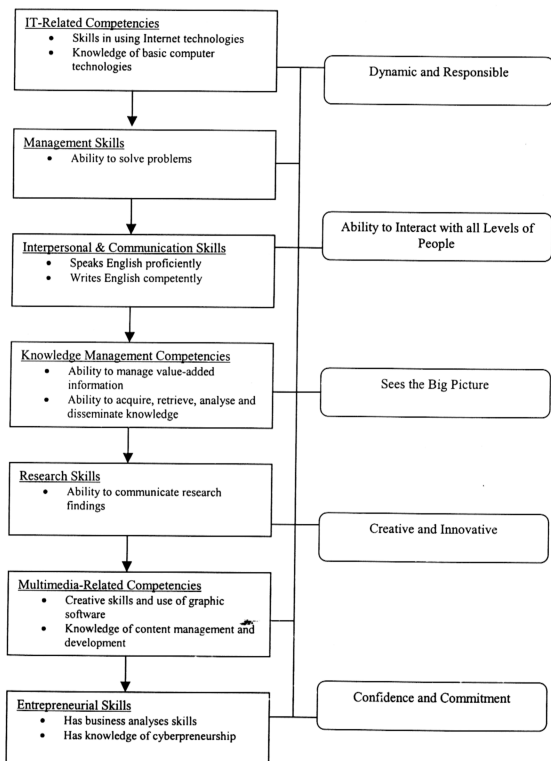 IT-Related Competencies
• Skills in using Internet technologies
• Knowledge of basic computer
technologies
Dynamic and Responsible
Management Skills
• Ability to solve problems
Interpersonal & Communication Skills
• Speaks English proficiently
• Writes English competently
Ability to Interact with all Levels of
People
Knowledge Management Competencies
• Ability to manage value-added
information
• Ability to acquire, retrieve, analyse and
disseminate knowledge
Sees the Big Picture
Research Skills
• Ability to communicate research
findings
Creative and Innovative
Multimedia-Related Competencies
• Creative skills and use of graphic
software
• Knowledge of content management and
development
Entrepreneurial Skills
• Has business analyses skills
• Has knowledge of cyberpreneurship
Confidence and Commitment